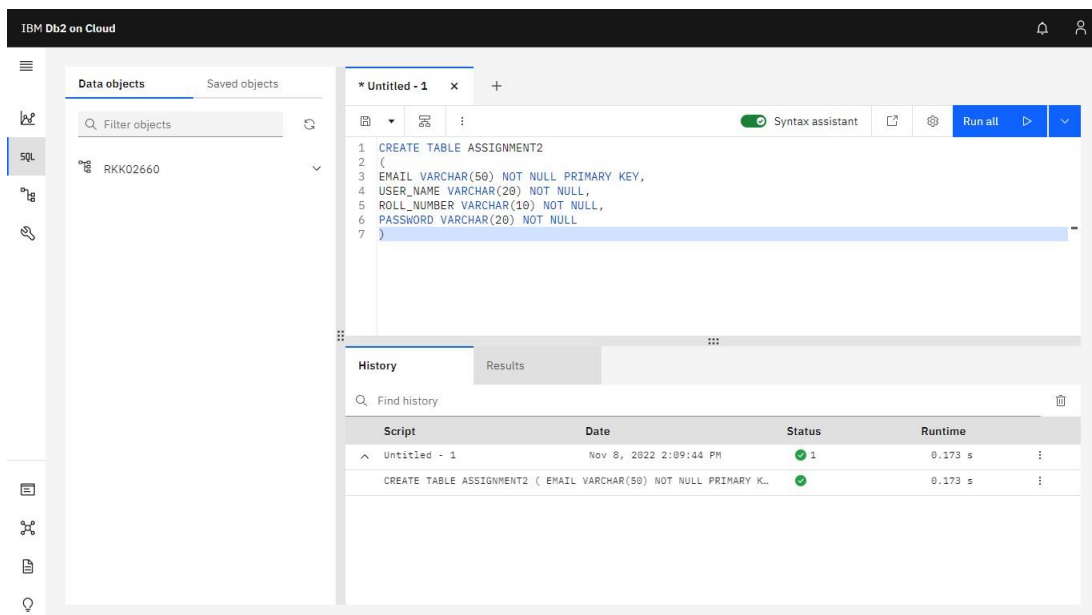 IBM Db2 on Cloud
Data objects
Saved objects
* Untitled - 1 × +
Filter objects
Syntax assistant
Run all
SQL
RKK02660
1 CREATE TABLE ASSIGNMENT2
2 (
3 EMAIL VARCHAR(50) NOT NULL PRIMARY KEY,
4 USER_NAME VARCHAR(20) NOT NULL,
5 ROLL_NUMBER VARCHAR(10) NOT NULL,
6 PASSWORD VARCHAR(20) NOT NULL
7 )
History
Results
Find history
Script Date Status Runtime
Untitled - 1 Nov 8, 2022 2:09:44 PM 1 0.173 s
CREATE TABLE ASSIGNMENT2 ( EMAIL VARCHAR(50) NOT NULL PRIMARY K… 0.173 s